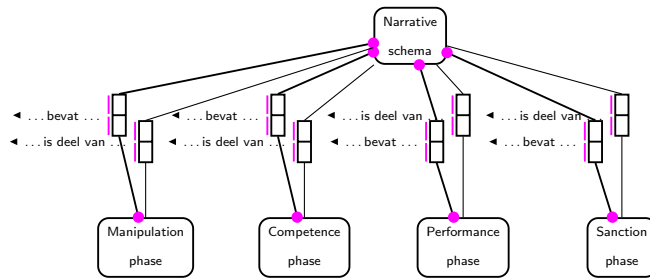 Narrative
schema
◄ ...bevat ... ◄ ...bevat ... ◄ ...is deel van ... ◄ ...is deel van ...
◄ ...is deel van ... ◄ ...is deel van ... ◄ ...bevat ... ◄ ...bevat ...
Manipulation
phase
Competence
phase
Performance
phase
Sanction
phase